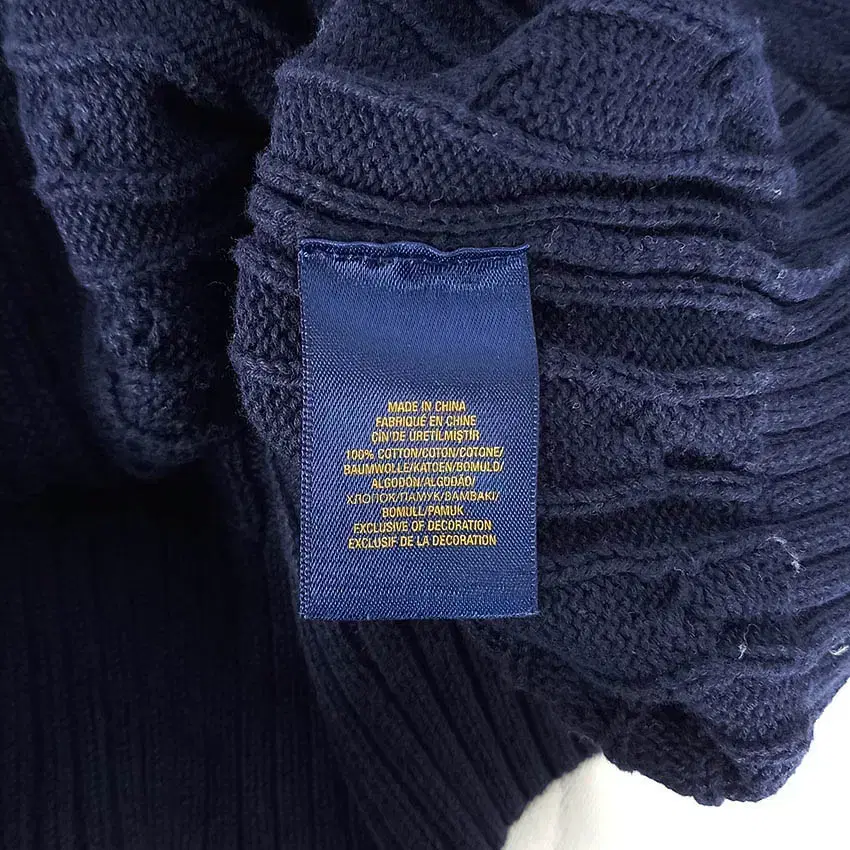 MADE IN CHINA
FABRIQUÉ EN CHINE
ÇİN'DE ÜRETİLMİŞTİR
100% COTTON/COTON/COTONE/
BAUMWOLLE/KATOEN/BOMULD/
ALGODÓN/ALGODÃO/
ХЛОПОК/ПАМУК/ΒΑΜΒΑΚΙ/
BOMULL/PAMUK
EXCLUSIVE OF DECORATION
EXCLUSIF DE LA DÉCORATION